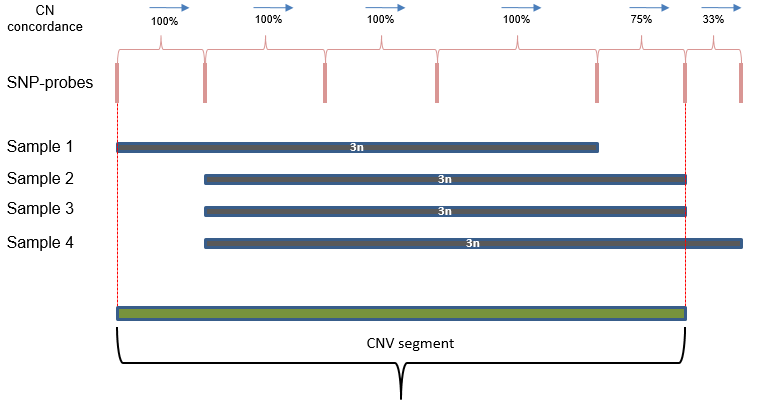 CN
concordance
100%
100%
100%
100%
75%
33%
SNP-probes
Sample 1
3n
Sample 2
3n
Sample 3
3n
Sample 4
3n
CNV segment